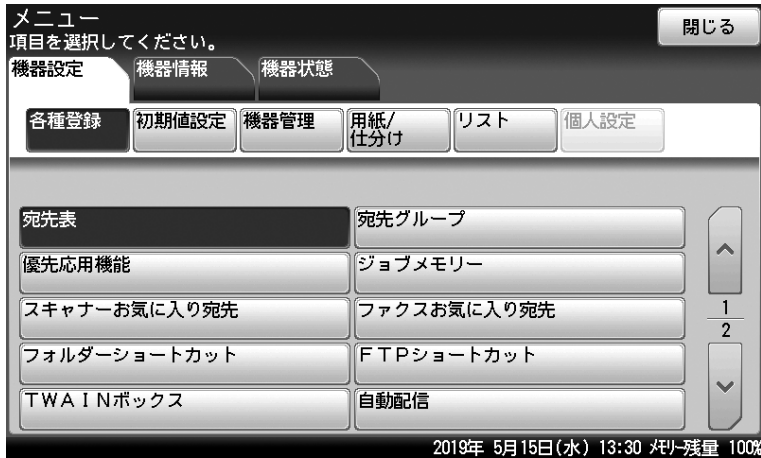 メニュー
閉じる
項目を選択してください。
機器設定 機器情報 機器状態
各種登録 初期値設定 機器管理 用紙/ リスト 個人設定
仕分け
宛先表 宛先グループ
優先応用機能 ジョブメモリー
スキャナーお気に入り宛先 ファクスお気に入り宛先
1
2
フォルダーショートカット ＦＴＰショートカット
ＴＷＡＩＮボックス 自動配信
2019年 5月15日(水) 13:30 ﾒﾓﾘｰ残量 100%